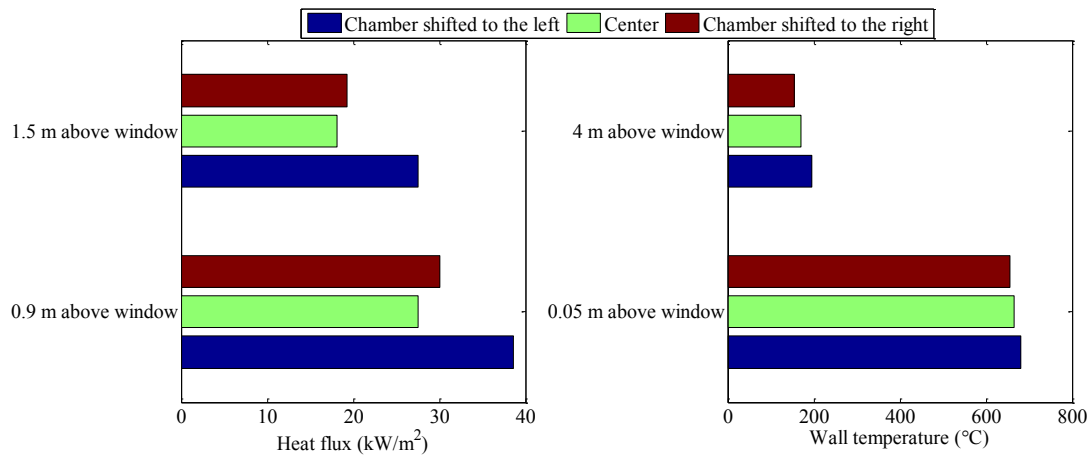 Chamber shifted to the left Center Chamber shifted to the right
1.5 m above window
0.9 m above window
0 10 20 30 40
Heat flux (kW/m²)
4 m above window
0.05 m above window
0 200 400 600 800
Wall temperature (°C)